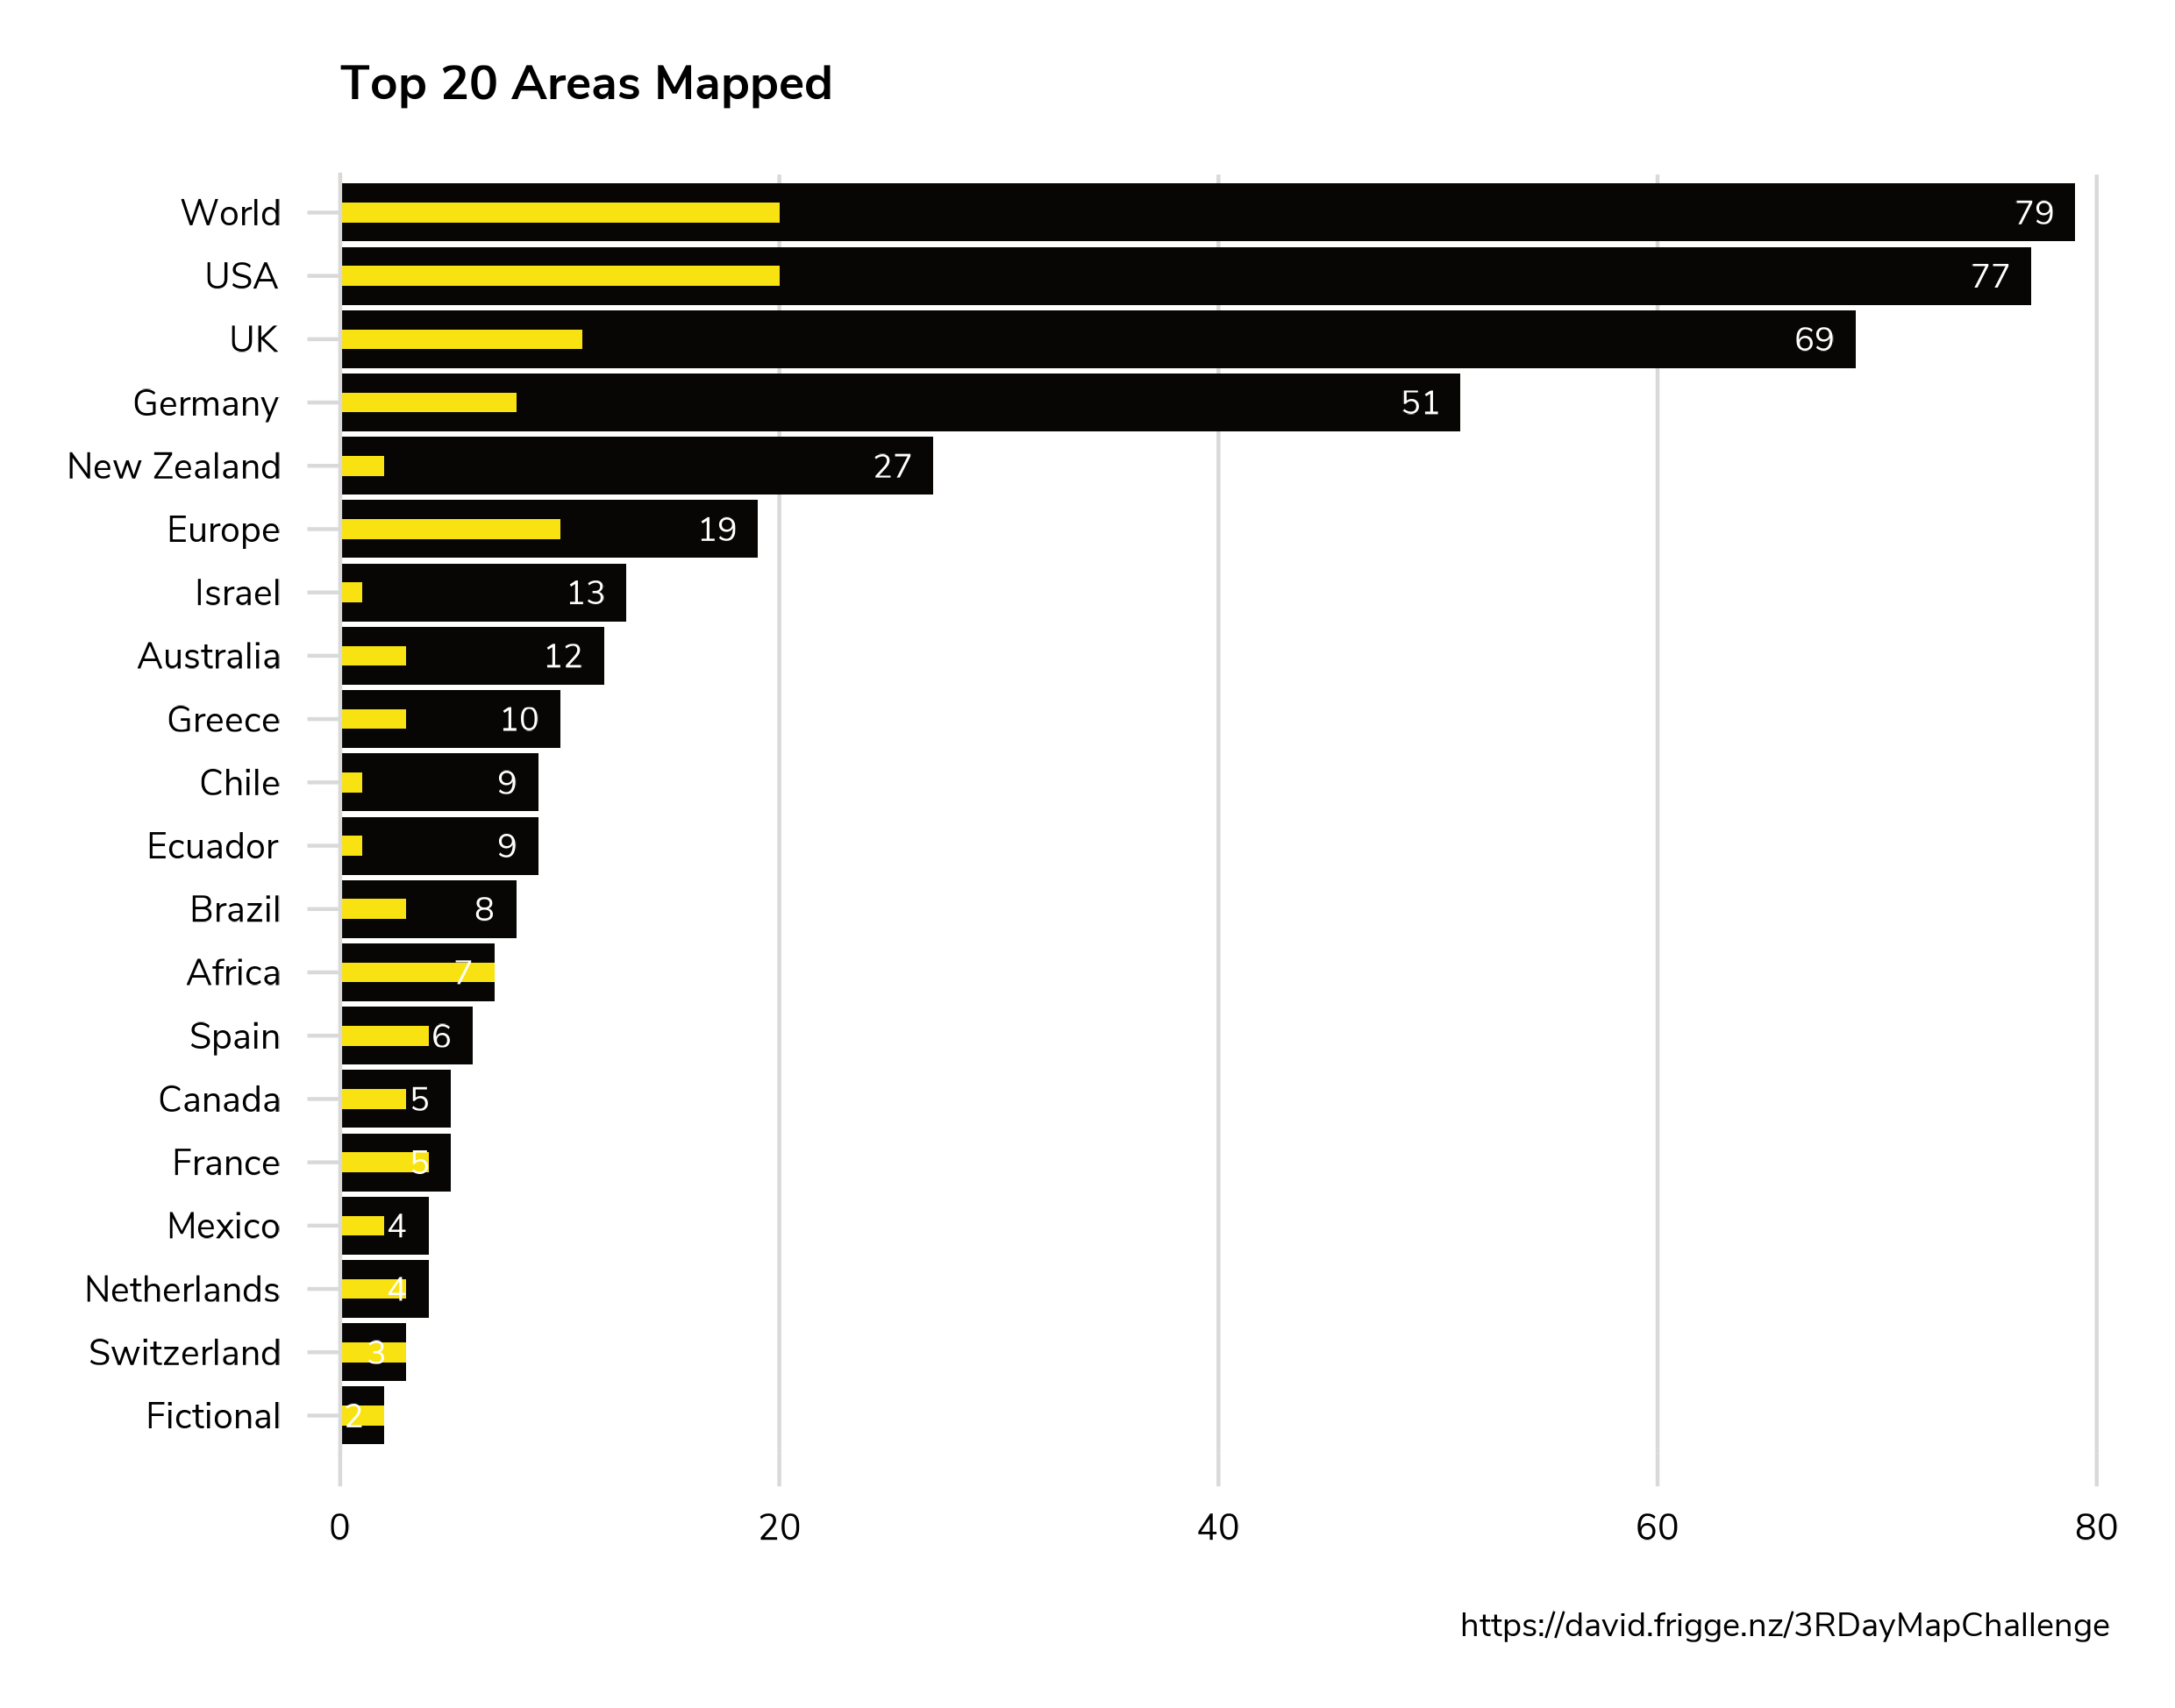 Top 20 Areas Mapped
World 79
USA 77
UK 69
Germany 51
New Zealand 27
Europe 19
Israel 13
Australia 12
Greece 10
Chile 9
Ecuador 9
Brazil 8
Africa 7
Spain 6
Canada 5
France 5
Mexico 4
Netherlands 4
Switzerland 3
Fictional 2
0 20 40 60 80
https://david.frigge.nz/3RDayMapChallenge